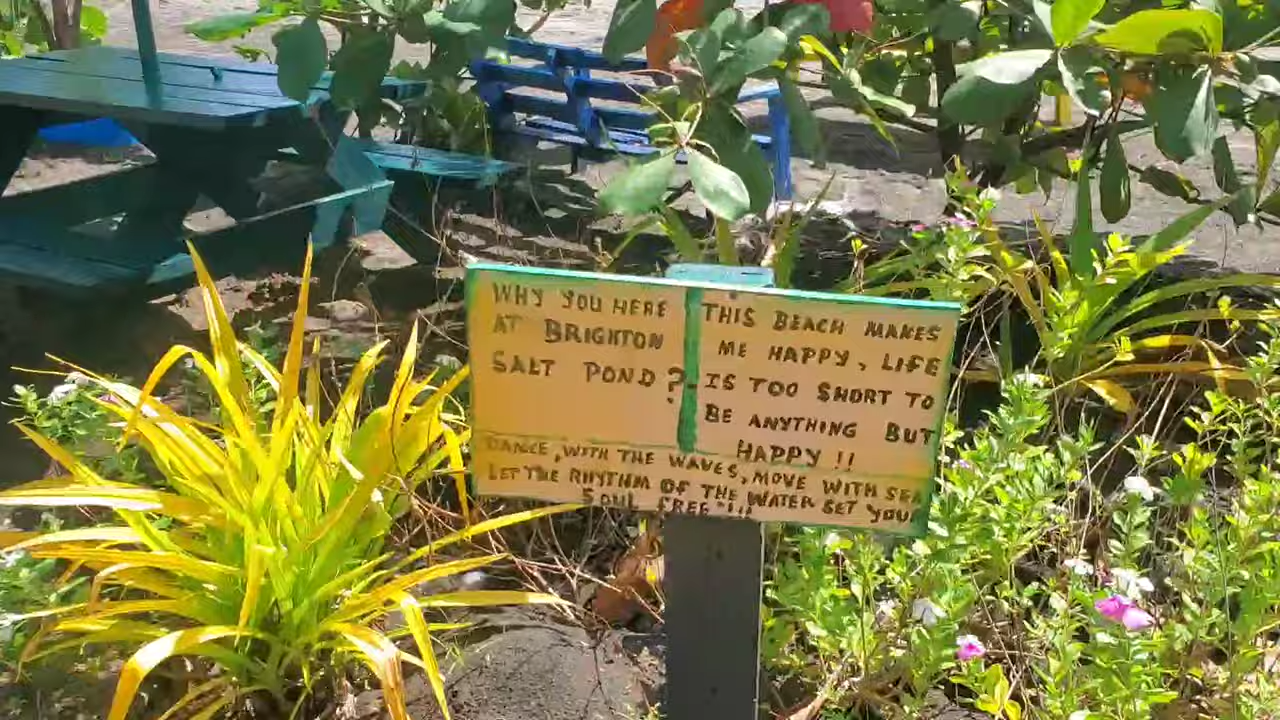 WHY YOU HERE
AT BRIGHTON
SALT POND?
THIS BEACH MAKES
ME HAPPY, LIFE
IS TOO SHORT TO
BE ANYTHING BUT
HAPPY !!
DANCE, WITH THE WAVES, MOVE WITH SEA
LET THE RHYTHM OF THE WATER SET YOUR
SOUL FREE "!!!